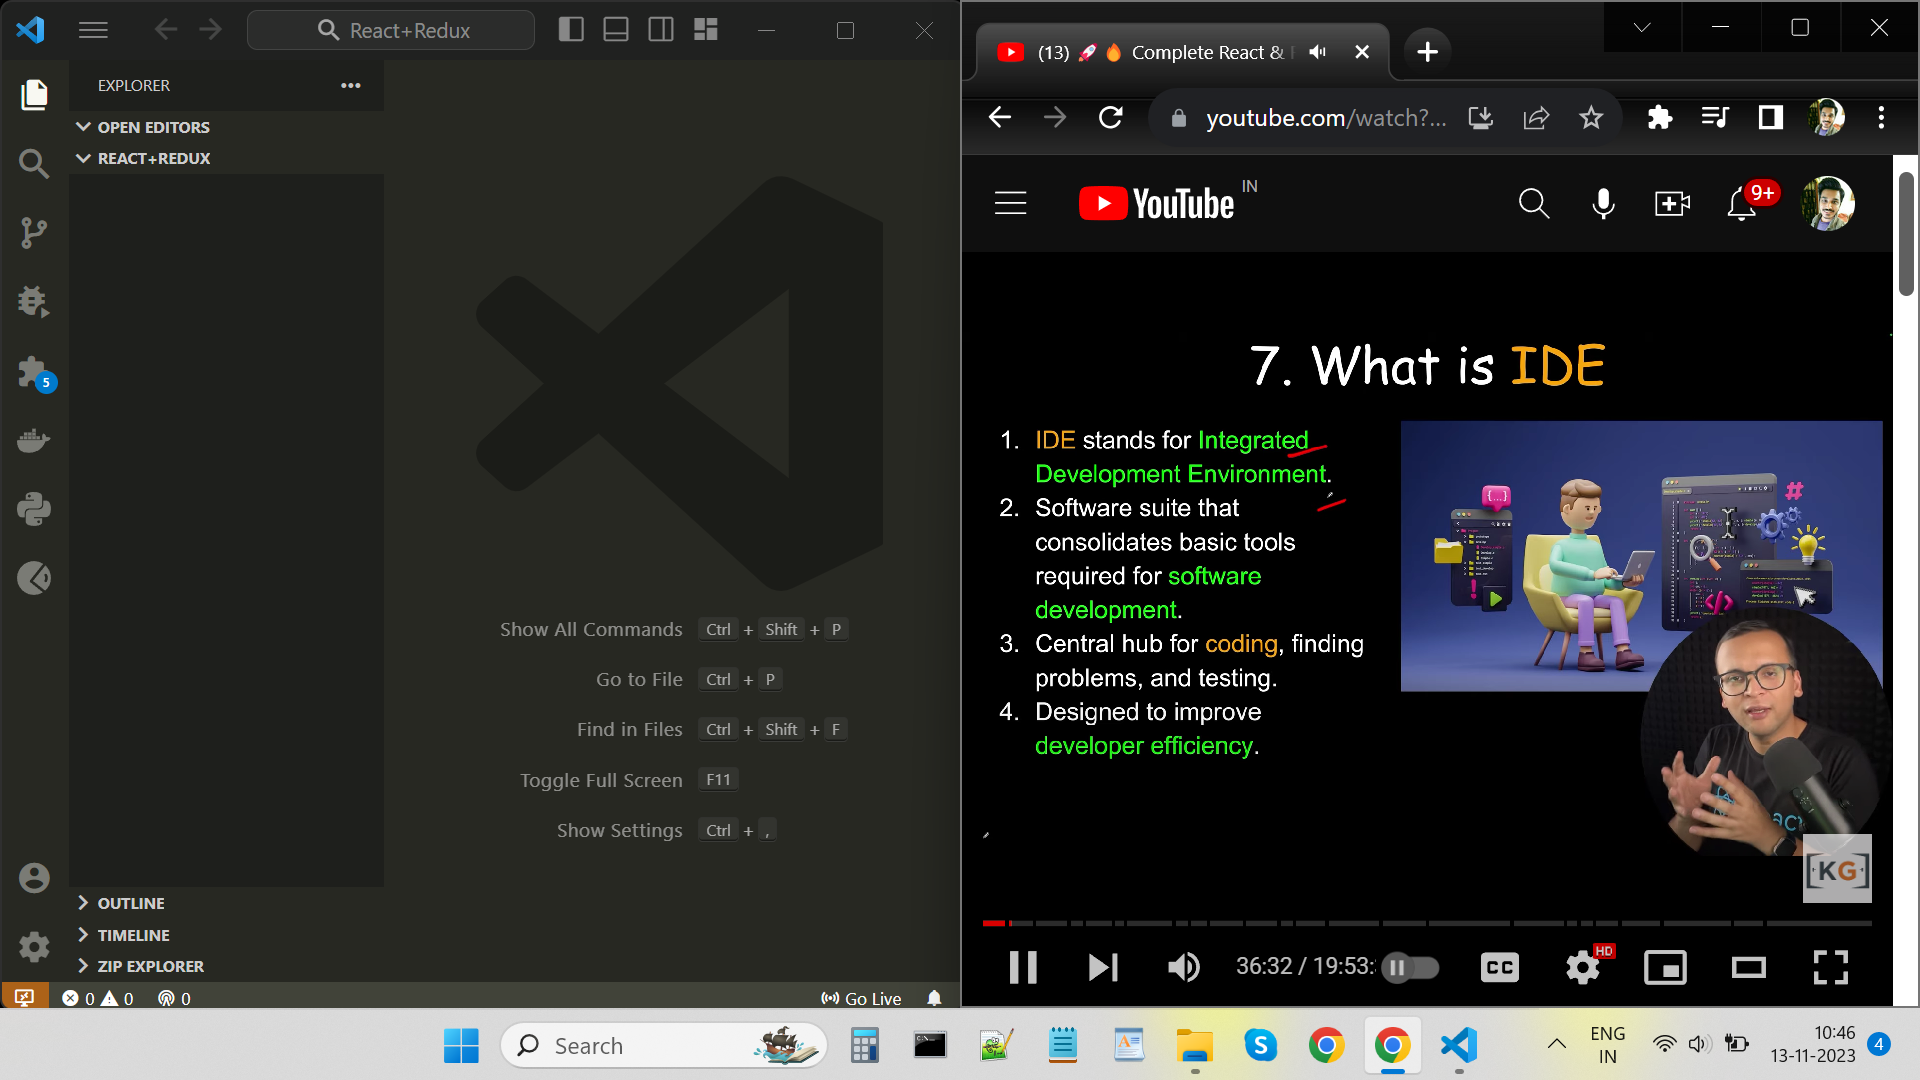 React+Redux
EXPLORER
OPEN EDITORS
REACT+REDUX
5
Show All Commands Ctrl + Shift + P
Go to File Ctrl + P
Find in Files Ctrl + Shift + F
Toggle Full Screen F11
Show Settings Ctrl + ,
OUTLINE
TIMELINE
ZIP EXPLORER
0 0 0 Go Live
(13) 🚀 🔥 Complete React &
youtube.com/watch?...
YouTube IN
9+
7. What is IDE
1. IDE stands for Integrated
Development Environment.
2. Software suite that
consolidates basic tools
required for software
development.
3. Central hub for coding, finding
problems, and testing.
4. Designed to improve
developer efficiency.
KG
36:32 / 19:53:
CC
HD
Search
ENG
IN
10:46
13-11-2023
4